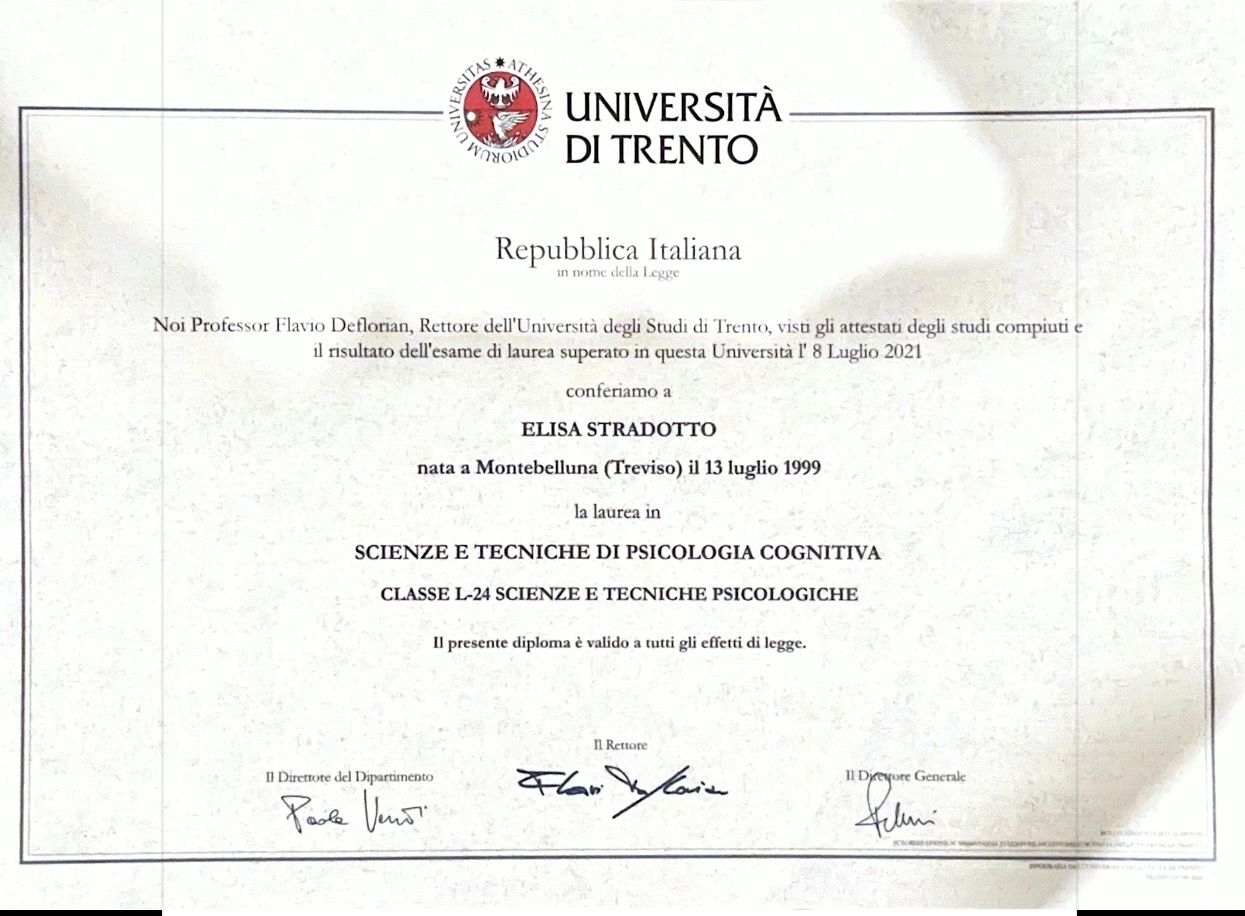 UNIVERSITAS ATHESINA STUDIORUM
UNIVERSITÀ
DI TRENTO
Repubblica Italiana
in nome della Legge
Noi Professor Flavio Deflorian, Rettore dell'Università degli Studi di Trento, visti gli attestati degli studi compiuti e
il risultato dell'esame di laurea superato in questa Università l' 8 Luglio 2021
conferiamo a
ELISA STRADOTTO
nata a Montebelluna (Treviso) il 13 luglio 1999
la laurea in
SCIENZE E TECNICHE DI PSICOLOGIA COGNITIVA
CLASSE L-24 SCIENZE E TECNICHE PSICOLOGICHE
Il presente diploma è valido a tutti gli effetti di legge.
Il Rettore
Il Direttore del Dipartimento
Il Direttore Generale
Paola